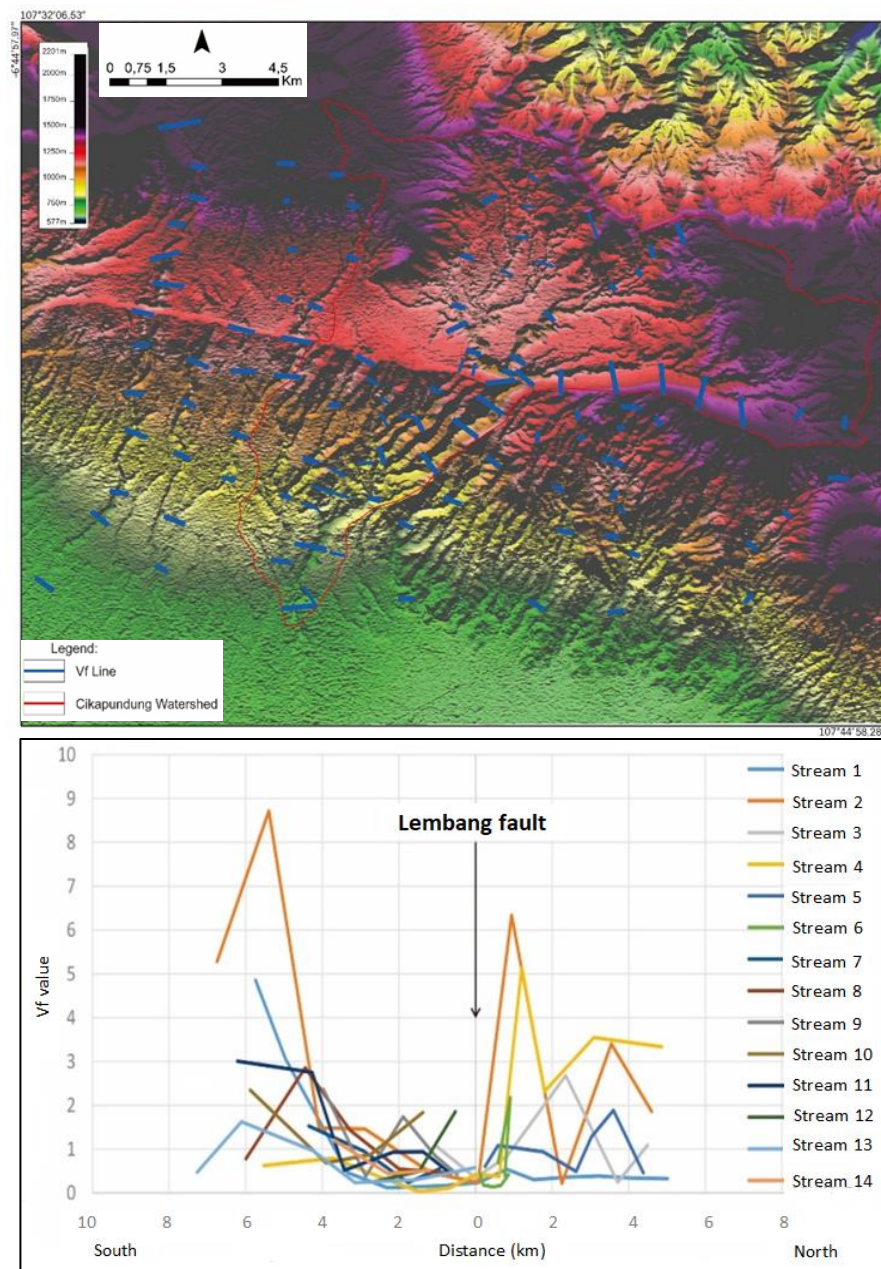 107°32'06.53"
-6°44'57.97"
0 0,75 1,5 3 4,5
Km
2201m
2000m
1500m
1250m
1000m
750m
577m
Legend:
Vf Line
Cikapundung Watershed
107°44'58.28
10
9
8
7
6
5
4
3
2
1
0
Vf value
Lembang fault
Stream 1
Stream 2
Stream 3
Stream 4
Stream 5
Stream 6
Stream 7
Stream 8
Stream 9
Stream 10
Stream 11
Stream 12
Stream 13
Stream 14
10 8 6 4 2 0 2 4 6 8
South Distance (km) North